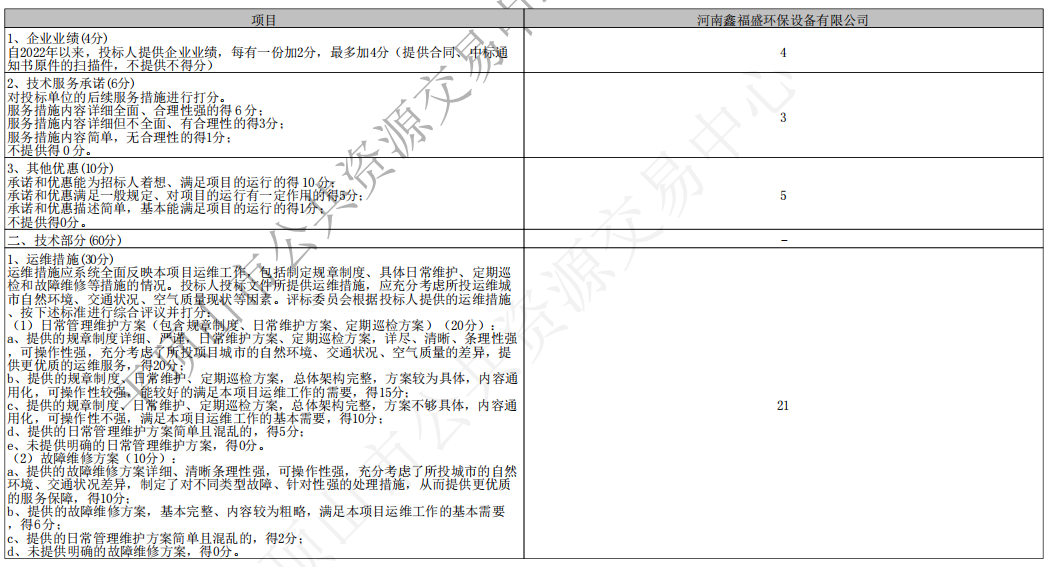 项目
河南鑫福盛环保设备有限公司
1、企业业绩(4分)
自2022年以来，投标人提供企业业绩，每有一份加2分，最多加4分（提供合同、中标通
知书原件的扫描件，不提供不得分）
4
2、技术服务承诺(6分)
对投标单位的后续服务措施进行打分。
服务措施内容详细全面、合理性强的得６分；
服务措施内容详细但不全面、有合理性的得3分；
服务措施内容简单，无合理性的得1分；
不提供得０分。
3
3、其他优惠(10分)
承诺和优惠能为招标人着想、满足项目的运行的得 10 分；
承诺和优惠满足一般规定、对项目的运行有一定作用的得5分；
承诺和优惠描述简单，基本能满足项目的运行的得1分；
不提供得0分。
5
二、技术部分(60分)
-
1、运维措施(30分)
运维措施应系统全面反映本项目运维工作，包括制定规章制度、具体日常维护、定期巡
检和故障维修等措施的情况。投标人投标文件所提供运维措施，应充分考虑所投运维城
市自然环境、交通状况、空气质量现状等因素。评标委员会根据投标人提供的运维措施
、按下述标准进行综合评议并打分：
（1）日常管理维护方案（包含规章制度、日常维护方案、定期巡检方案）（20分）：
a、提供的规章制度详细、严谨，日常维护方案、定期巡检方案，详尽、清晰、条理性强
，可操作性强，充分考虑了所投项目城市的自然环境、交通状况、空气质量的差异，提
供更优质的运维服务，得20分；
b、提供的规章制度、日常维护、定期巡检方案，总体架构完整，方案较为具体，内容通
用化，可操作性较强，能较好的满足本项目运维工作的需要，得15分；
c、提供的规章制度、日常维护、定期巡检方案，总体架构完整，方案不够具体，内容通
用化，可操作性不强，满足本项目运维工作的基本需要，得10分；
d、提供的日常管理维护方案简单且混乱的，得5分；
e、未提供明确的日常管理维护方案，得0分。
（2）故障维修方案（10分）：
a、提供的故障维修方案详细、清晰条理性强，可操作性强，充分考虑了所投城市的自然
环境、交通状况差异，制定了对不同类型故障、针对性强的处理措施，从而提供更优质
的服务保障，得10分；
b、提供的故障维修方案，基本完整、内容较为粗略，满足本项目运维工作的基本需要
，得6分；
c、提供的日常管理维护方案简单且混乱的，得2分；
d、未提供明确的故障维修方案，得0分。
21
平顶山市公共资源交易中心
顶山市公共资源交易中心